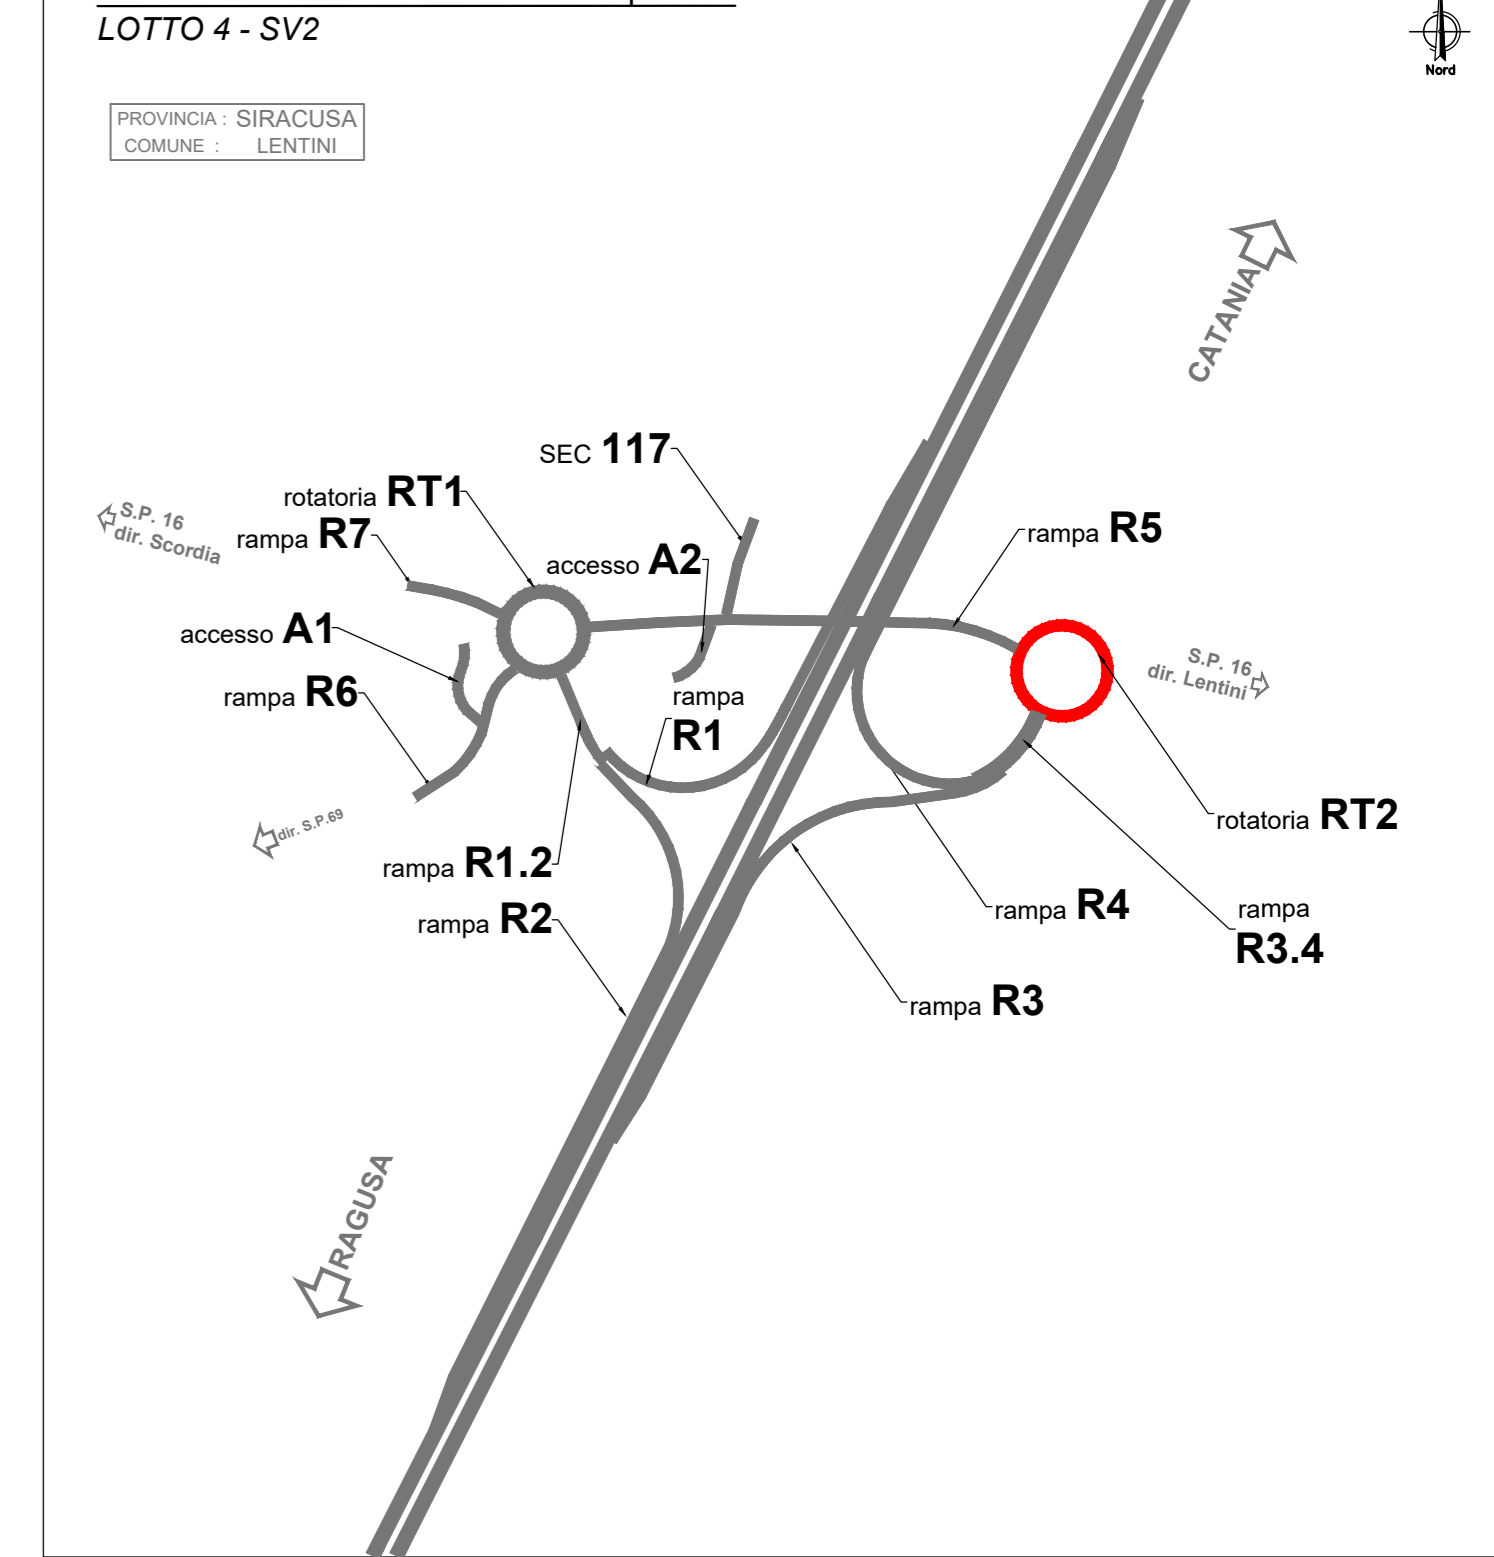 LOTTO 4 - SV2
Nord
PROVINCIA : SIRACUSA
COMUNE : LENTINI
CATANIA
SEC 117
rotatoria RT1
S.P. 16
dir. Scordia
rampa R7
rampa R5
accesso A2
accesso A1
S.P. 16
dir. Lentini
rampa R6
rampa
R1
dir. S.P.69
rotatoria RT2
rampa R1.2
rampa R2
rampa R4
rampa
R3.4
rampa R3
RAGUSA